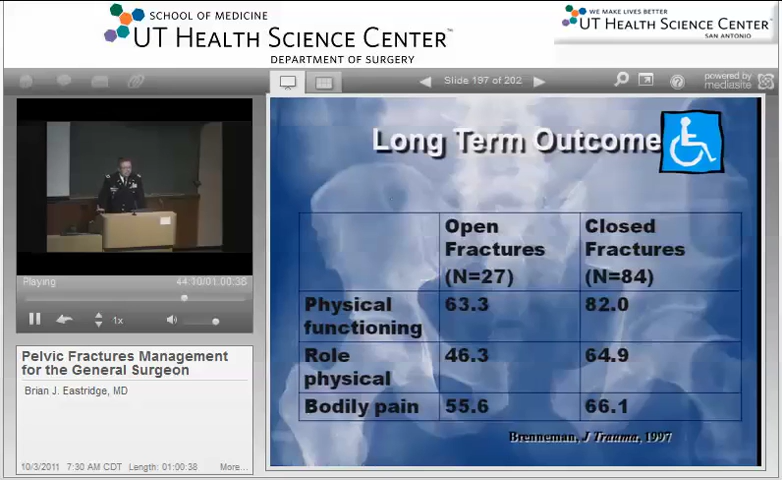 SCHOOL OF MEDICINE
UT HEALTH SCIENCE CENTER™
DEPARTMENT OF SURGERY
WE MAKE LIVES BETTER
UT HEALTH SCIENCE CENTER™
SAN ANTONIO
Slide 197 of 202
powered by
mediasite
Playing
44:10/01:00:38
1x
Pelvic Fractures Management
for the General Surgeon
Brian J. Eastridge, MD
10/3/2011 7:30 AM CDT Length: 01:00:38 More...
Long Term Outcome
Open Fractures (N=27) Closed Fractures (N=84)
Physical functioning 63.3 82.0
Role physical 46.3 64.9
Bodily pain 55.6 66.1
Brenneman, J Trauma, 1997